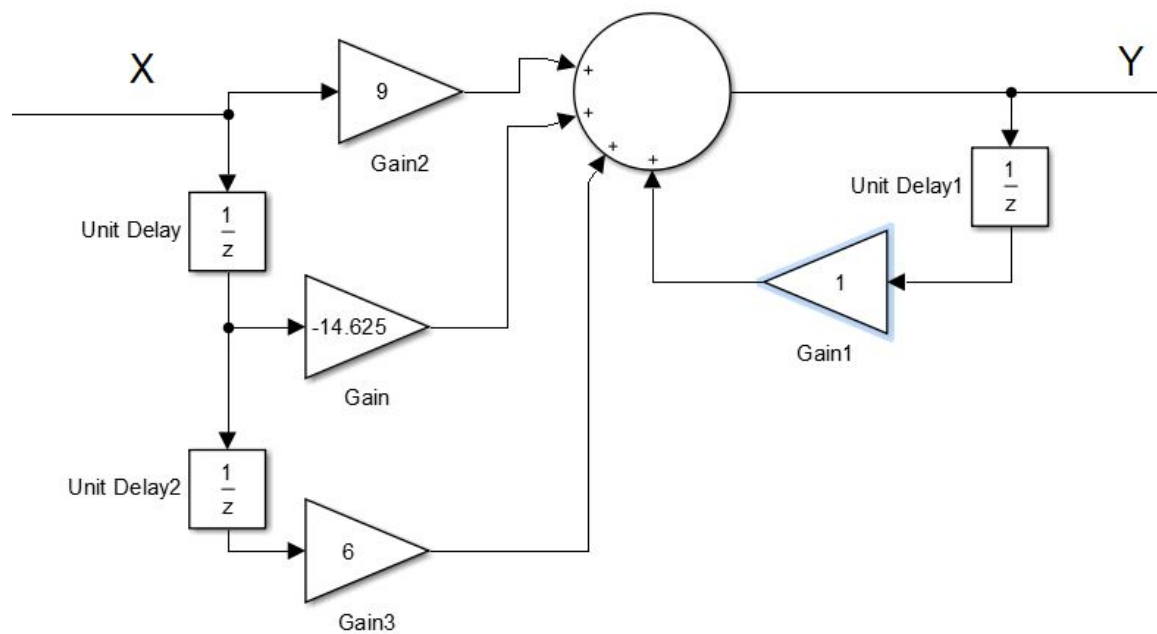 X
Y
9
+
+
+
+
Gain2
Unit Delay
1
z
Unit Delay1
1
z
-14.625
Gain
1
Gain1
Unit Delay2
1
z
6
Gain3